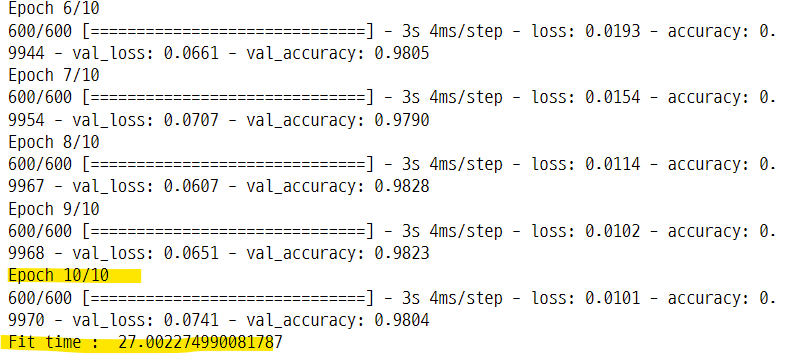 Epoch 6/10
600/600 [==============================] - 3s 4ms/step - loss: 0.0193 - accuracy: 0.
9944 - val_loss: 0.0661 - val_accuracy: 0.9805
Epoch 7/10
600/600 [==============================] - 3s 4ms/step - loss: 0.0154 - accuracy: 0.
9954 - val_loss: 0.0707 - val_accuracy: 0.9790
Epoch 8/10
600/600 [==============================] - 3s 4ms/step - loss: 0.0114 - accuracy: 0.
9967 - val_loss: 0.0607 - val_accuracy: 0.9828
Epoch 9/10
600/600 [==============================] - 3s 4ms/step - loss: 0.0102 - accuracy: 0.
9968 - val_loss: 0.0651 - val_accuracy: 0.9823
Epoch 10/10
600/600 [==============================] - 3s 4ms/step - loss: 0.0101 - accuracy: 0.
9970 - val_loss: 0.0741 - val_accuracy: 0.9804
Fit time :  27.002274990081787